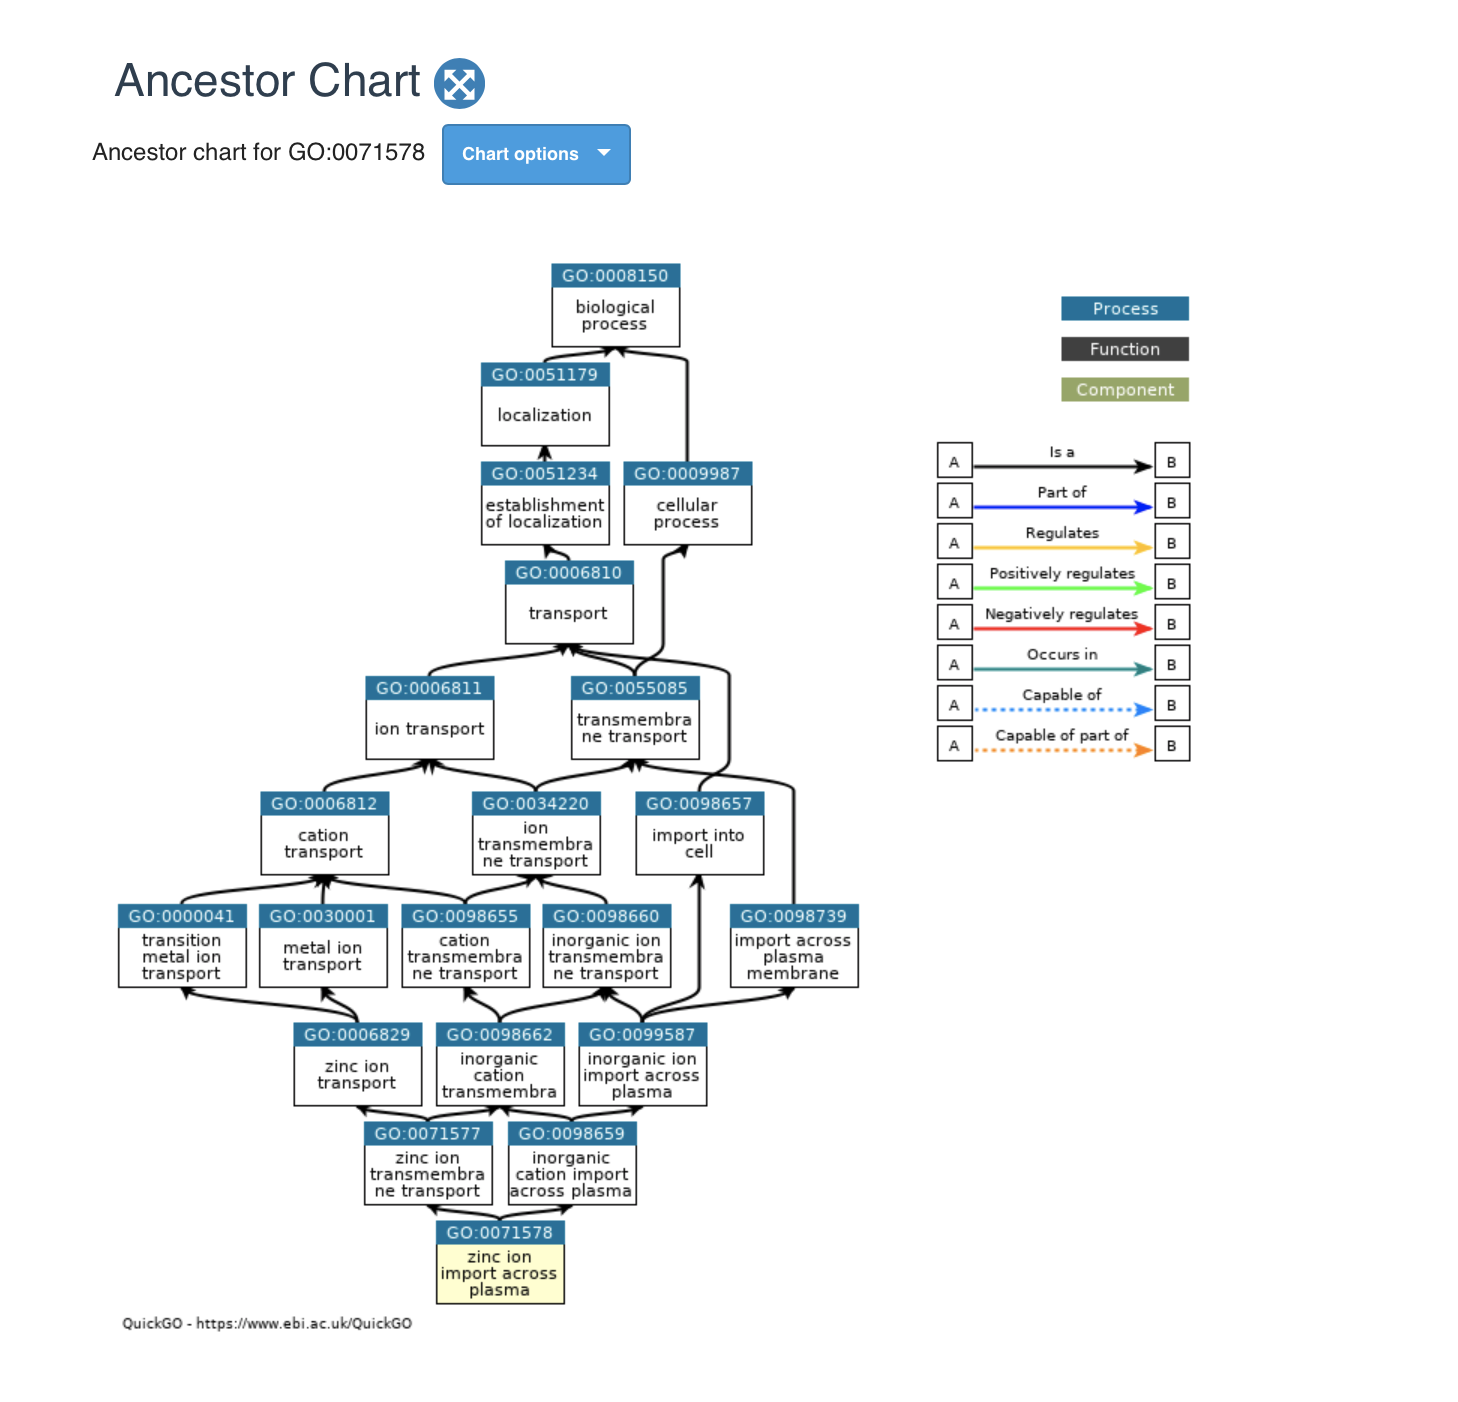 Ancestor Chart
Ancestor chart for GO:0071578
Chart options
GO:0008150
biological
process
GO:0051179
localization
GO:0051234
establishment
of localization
GO:0009987
cellular
process
GO:0006810
transport
GO:0006811
ion transport
GO:0055085
transmembra
ne transport
GO:0006812
cation
transport
GO:0034220
ion
transmembra
ne transport
GO:0098657
import into
cell
GO:0000041
transition
metal ion
transport
GO:0030001
metal ion
transport
GO:0098655
cation
transmembra
ne transport
GO:0098660
inorganic ion
transmembra
ne transport
GO:0098739
import across
plasma
membrane
GO:0006829
zinc ion
transport
GO:0098662
inorganic
cation
transmembra
GO:0099587
inorganic ion
import across
plasma
GO:0071577
zinc ion
transmembra
ne transport
GO:0098659
inorganic
cation import
across plasma
GO:0071578
zinc ion
import across
plasma
Process
Function
Component
A Is a B
A Part of B
A Regulates B
A Positively regulates B
A Negatively regulates B
A Occurs in B
A Capable of B
A Capable of part of B
QuickGO - https://www.ebi.ac.uk/QuickGO